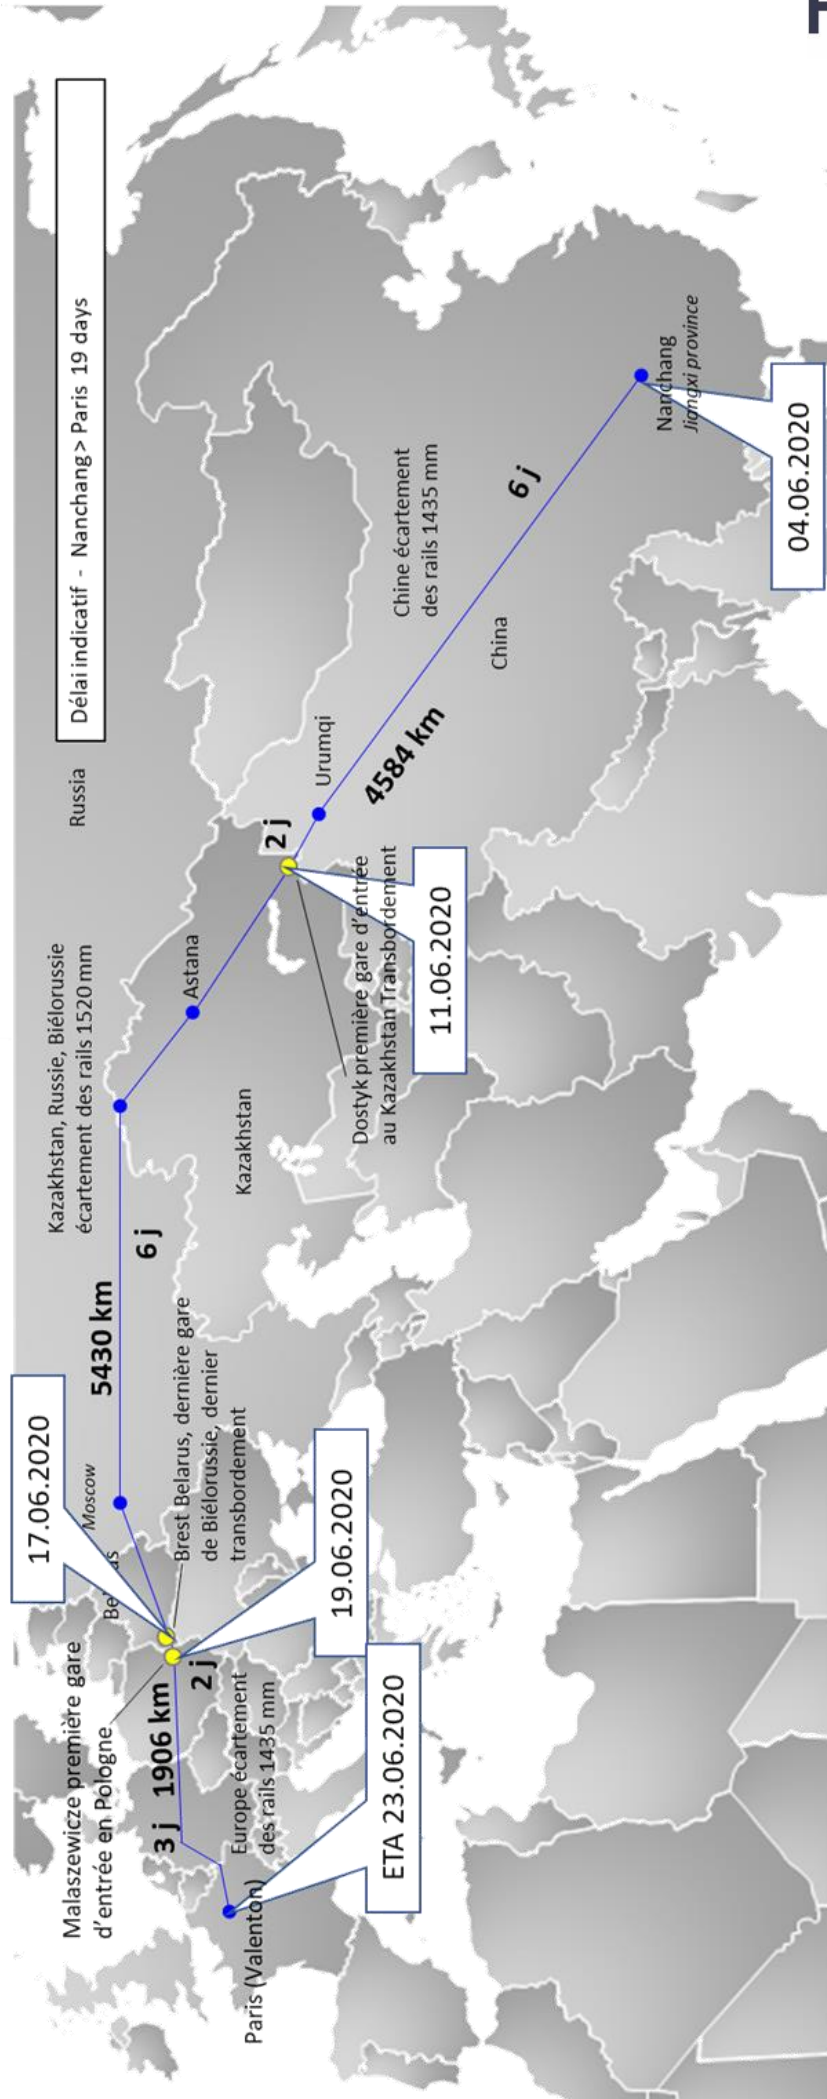 Délai indicatif - Nanchang> Paris 19 days
Russia
Kazakhstan, Russie, Biélorussie
écartement des rails 1520 mm
17.06.2020
Moscow
5430 km
6 j
Astana
2 j
Urumqi
Chine écartement
des rails 1435 mm
Malaszewicze première gare
d'entrée en Pologne
Brest Belarus, dernière gare
de Biélorussie, dernier
transbordement
3 j
1906 km
2 j
Kazakhstan
4584 km
6 j
China
Europe écartement
des rails 1435 mm
19.06.2020
Dostyk première gare d'entrée
au Kazakhstan Transbordement
11.06.2020
Paris (Valenton)
ETA 23.06.2020
Nanchang
Jiangxi province
04.06.2020